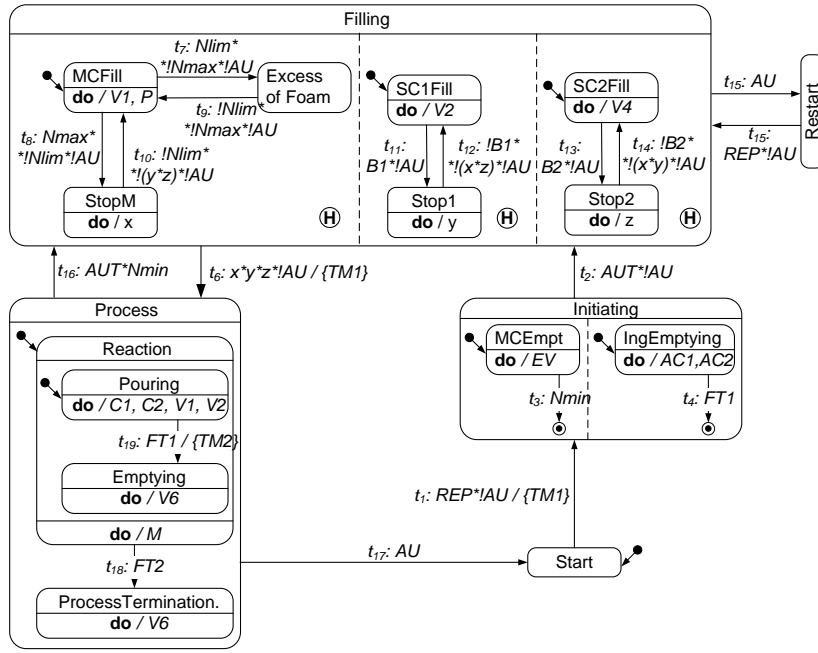 Filling
t7: Nlim*
*!Nmax*!AU
MCFill
do / V1, P
Excess
of Foam
t9: !Nlim*
*!Nmax*!AU
t8: Nmax*
*!Nlim*!AU
t10: !Nlim*
*!(y*z)*!AU
StopM
do / x
H
SC1Fill
do / V2
t11:
B1*!AU
t12: !B1*
*!(x*z)*!AU
Stop1
do / y
H
SC2Fill
do / V4
t13:
B2*!AU
t14: !B2*
*!(x*y)*!AU
Stop2
do / z
H
t15: AU
t15:
REP*!AU
Restart
t16: AUT*Nmin
t6: x*y*z*!AU / {TM1}
t2: AUT*!AU
Process
Reaction
Pouring
do / C1, C2, V1, V2
t19: FT1 / {TM2}
Emptying
do / V6
do / M
t18: FT2
ProcessTermination.
do / V6
Initiating
MCEmpt
do / EV
t3: Nmin
IngEmptying
do / AC1,AC2
t4: FT1
t1: REP*!AU / {TM1}
t17: AU
Start